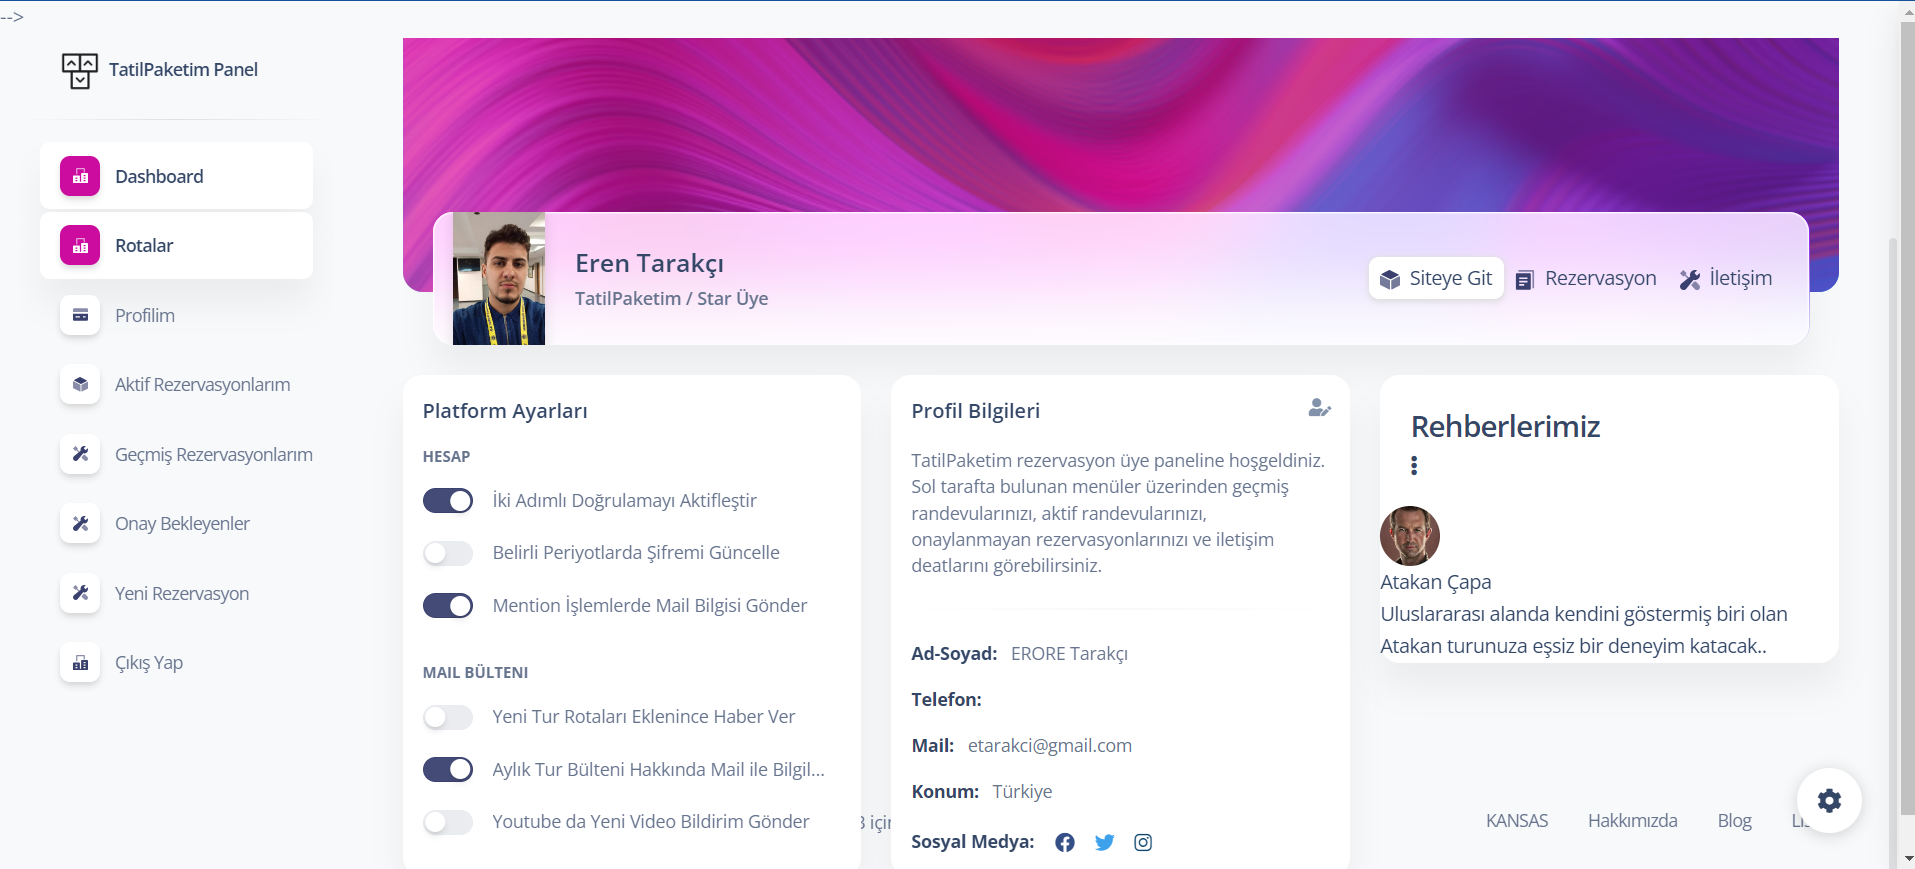 -->
TatilPaketim Panel
Dashboard
Rotalar
Profilim
Aktif Rezervasyonlarım
Geçmiş Rezervasyonlarım
Onay Bekleyenler
Yeni Rezervasyon
Çıkış Yap
Eren Tarakçı
TatilPaketim / Star Üye
Siteye Git
Rezervasyon
İletişim
Platform Ayarları
HESAP
İki Adımlı Doğrulamayı Aktifleştir
Belirli Periyotlarda Şifremi Güncelle
Mention İşlemlerde Mail Bilgisi Gönder
MAIL BÜLTENI
Yeni Tur Rotaları Eklenince Haber Ver
Aylık Tur Bülteni Hakkında Mail ile Bilgil...
Youtube da Yeni Video Bildirim Gönder
Profil Bilgileri
TatilPaketim rezervasyon üye paneline hoşgeldiniz.
Sol tarafta bulunan menüler üzerinden geçmiş
randevularınızı, aktif randevularınızı,
onaylanmayan rezervasyonlarınızı ve iletişim
deatlarını görebilirsiniz.
Ad-Soyad: ERORE Tarakçı
Telefon:
Mail: etarakci@gmail.com
Konum: Türkiye
Sosyal Medya:
Rehberlerimiz
Atakan Çapa
Uluslararası alanda kendini göstermiş biri olan
Atakan turunuza eşsiz bir deneyim katacak..
KANSAS
Hakkımızda
Blog